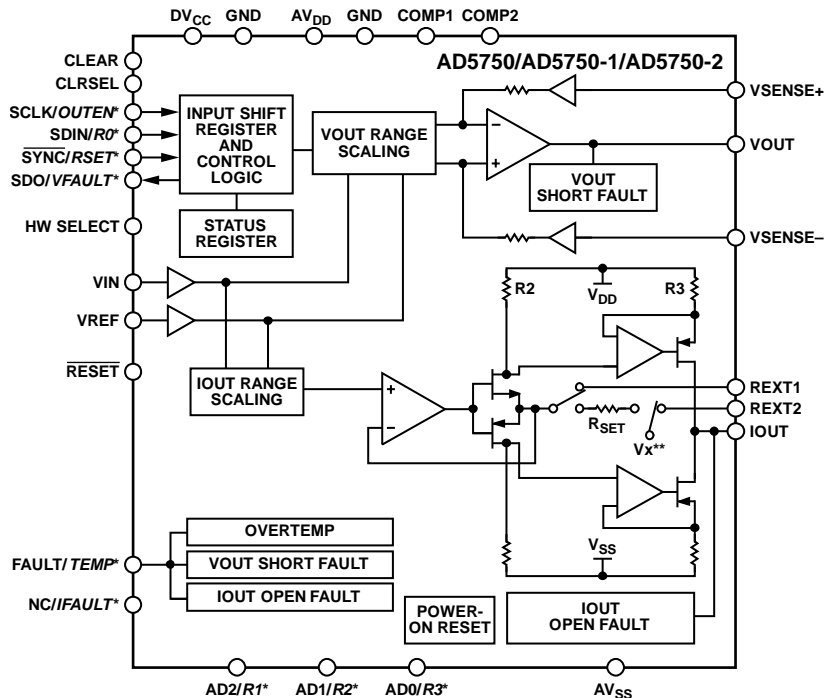 DVCC GND AVDD GND COMP1 COMP2
AD5750/AD5750-1/AD5750-2
CLEAR
CLRSEL
SCLK/OUTEN*
SDIN/R0*
SYNC/RSET*
SDO/VFAULT*
HW SELECT
VIN
VREF
RESET
FAULT/TEMP*
NC/IFAULT*
INPUT SHIFT
REGISTER
AND
CONTROL
LOGIC
STATUS
REGISTER
VOUT RANGE
SCALING
−
+
VOUT
SHORT FAULT
VSENSE+
VOUT
VSENSE–
IOUT RANGE
SCALING
+
−
R2
VDD
R3
RSET
Vx**
VSS
REXT1
REXT2
IOUT
OVERTEMP
VOUT SHORT FAULT
IOUT OPEN FAULT
POWER-
ON RESET
IOUT
OPEN FAULT
AD2/R1* AD1/R2* AD0/R3* AVSS